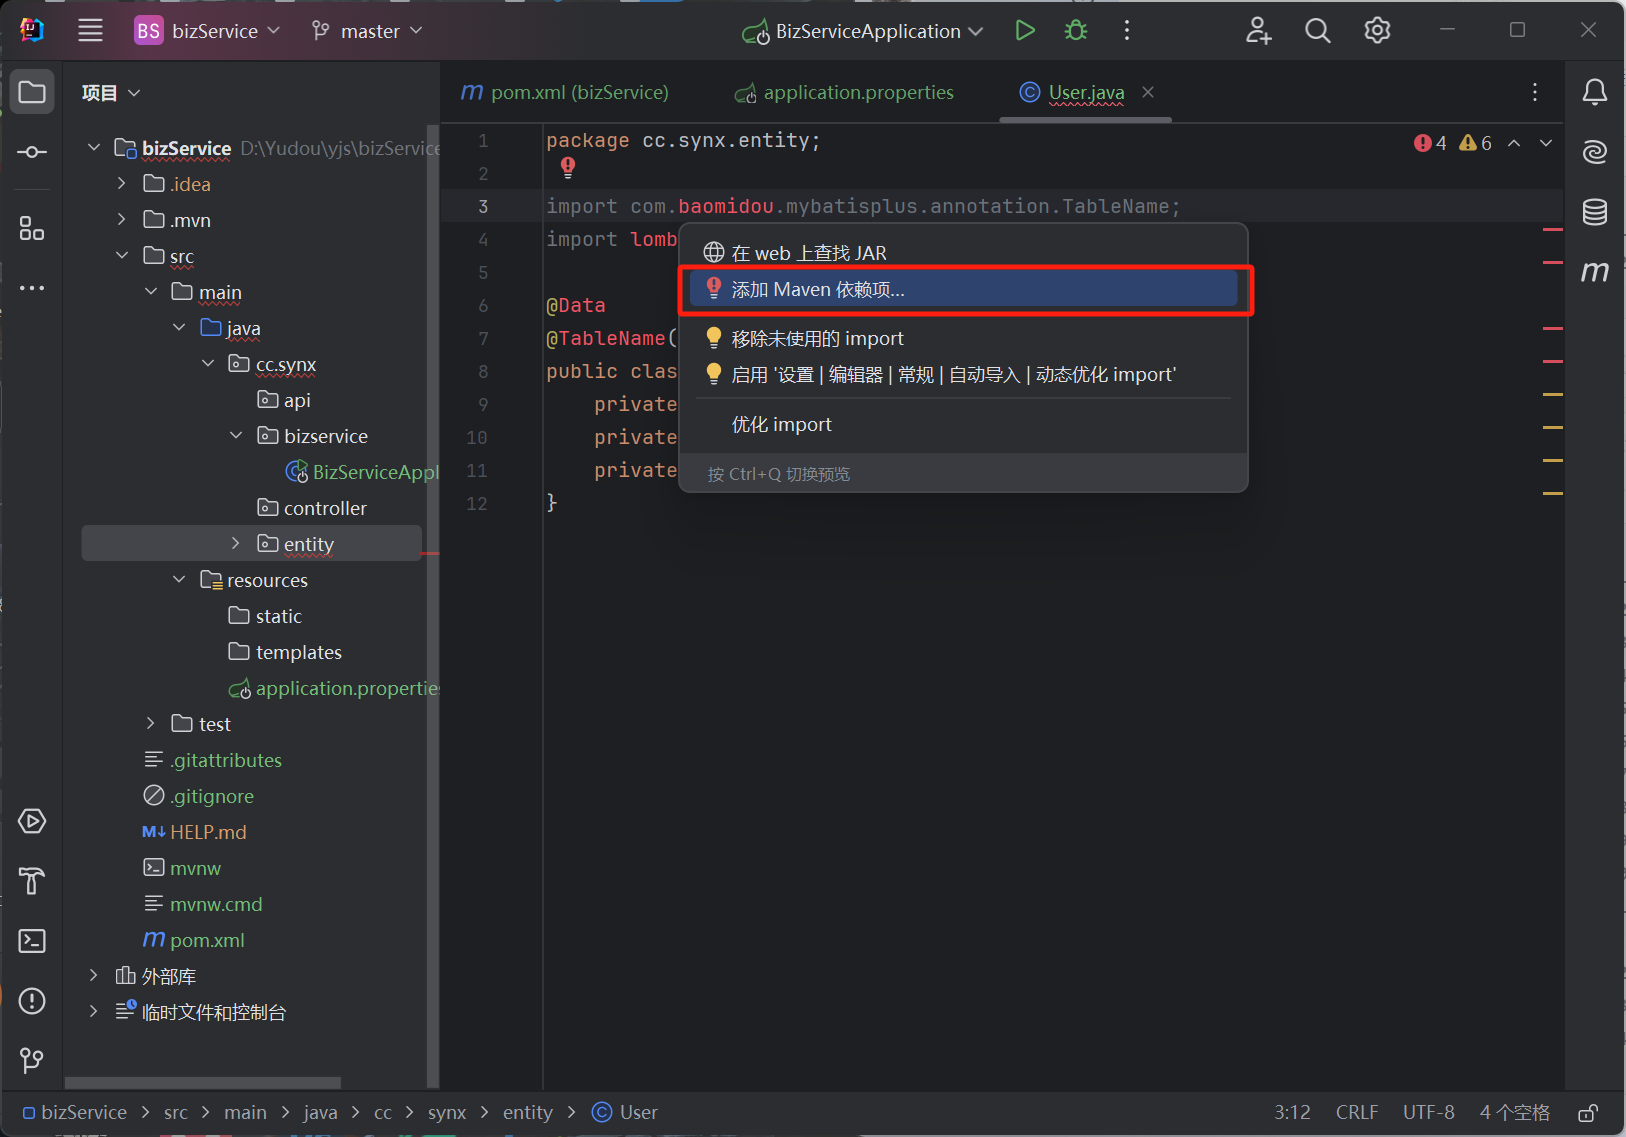 BS bizService master BizServiceApplication
项目
pom.xml (bizService) application.properties User.java
bizService D:\Yudou\yjs\bizService
.idea
.mvn
src
main
java
cc.synx
api
bizservice
BizServiceAppl
controller
entity
resources
static
templates
application.properties
test
.gitattributes
.gitignore
HELP.md
mvnw
mvnw.cmd
pom.xml
外部库
临时文件和控制台
1 package cc.synx.entity;
4 6
2
3 import com.baomidou.mybatisplus.annotation.TableName;
4 import lomb
5
6 @Data
7 @TableName(
8 public clas
9 private
10 private
11 private
12 }
在 web 上查找 JAR
添加 Maven 依赖项...
移除未使用的 import
启用 '设置 | 编辑器 | 常规 | 自动导入 | 动态优化 import'
优化 import
按 Ctrl+Q 切换预览
bizService > src > main > java > cc > synx > entity > User
3:12 CRLF UTF-8 4 个空格